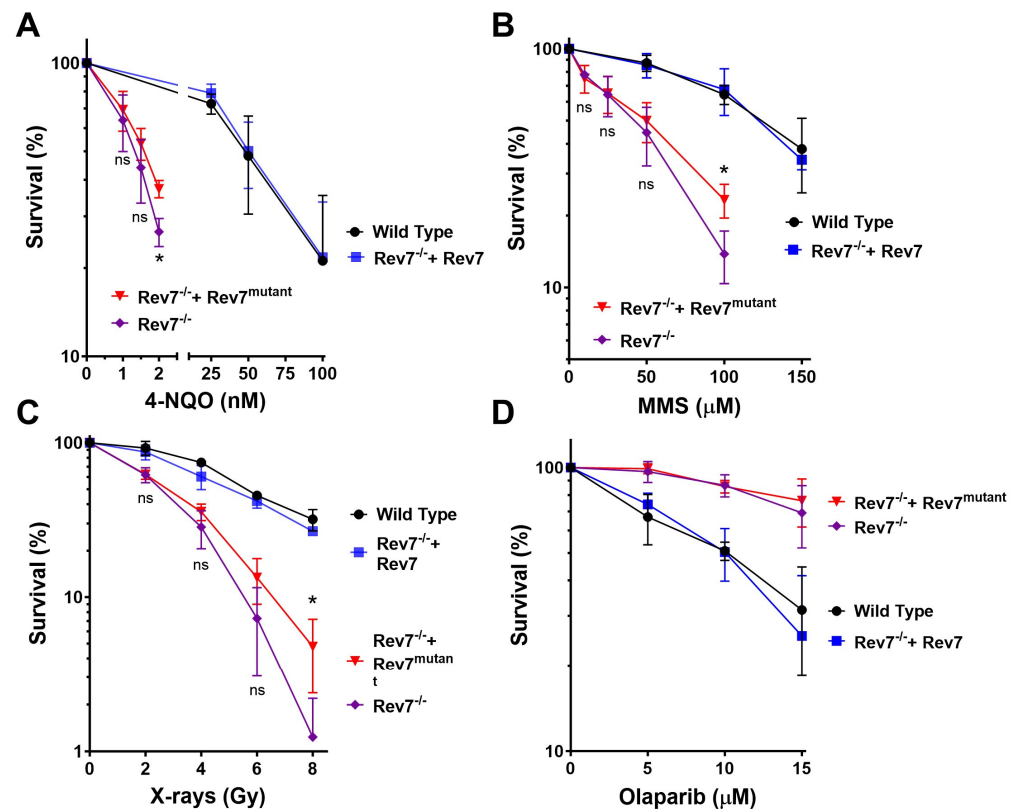 A
Survival (%)
100
10
ns
ns
*
0 1 2 25 50 75 100
4-NQO (nM)
Wild Type
Rev7-/-+ Rev7
Rev7-/-+ Rev7mutant
Rev7-/-
B
Survival (%)
100
10
ns
ns
ns
*
0 50 100 150
MMS (μM)
Wild Type
Rev7-/-+ Rev7
Rev7-/-+ Rev7mutant
Rev7-/-
C
Survival (%)
100
10
1
ns
ns
ns
*
0 2 4 6 8
X-rays (Gy)
Wild Type
Rev7-/-+
Rev7
Rev7-/-+
Rev7mutan
t
Rev7-/-
D
Survival (%)
100
10
0 5 10 15
Olaparib (μM)
Rev7-/-+ Rev7mutant
Rev7-/-
Wild Type
Rev7-/-+ Rev7